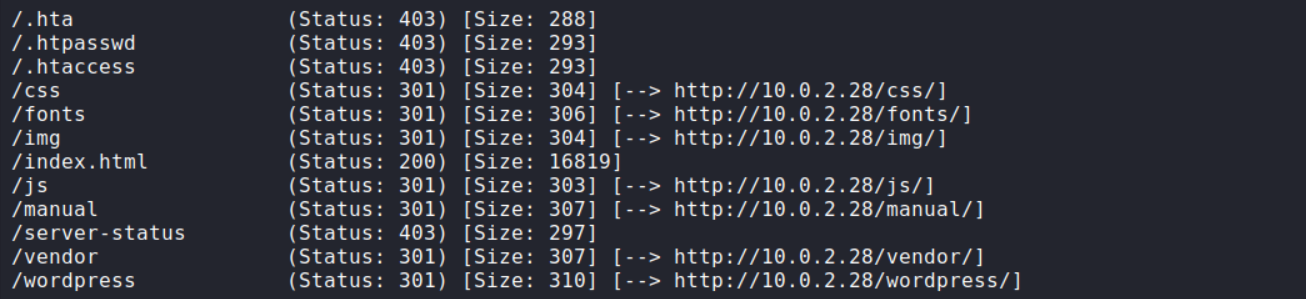 /.hta                 (Status: 403) [Size: 288]
/.htpasswd            (Status: 403) [Size: 293]
/.htaccess            (Status: 403) [Size: 293]
/css                  (Status: 301) [Size: 304] [--> http://10.0.2.28/css/]
/fonts                (Status: 301) [Size: 306] [--> http://10.0.2.28/fonts/]
/img                  (Status: 301) [Size: 304] [--> http://10.0.2.28/img/]
/index.html           (Status: 200) [Size: 16819]
/js                   (Status: 301) [Size: 303] [--> http://10.0.2.28/js/]
/manual               (Status: 301) [Size: 307] [--> http://10.0.2.28/manual/]
/server-status        (Status: 403) [Size: 297]
/vendor               (Status: 301) [Size: 307] [--> http://10.0.2.28/vendor/]
/wordpress            (Status: 301) [Size: 310] [--> http://10.0.2.28/wordpress/]